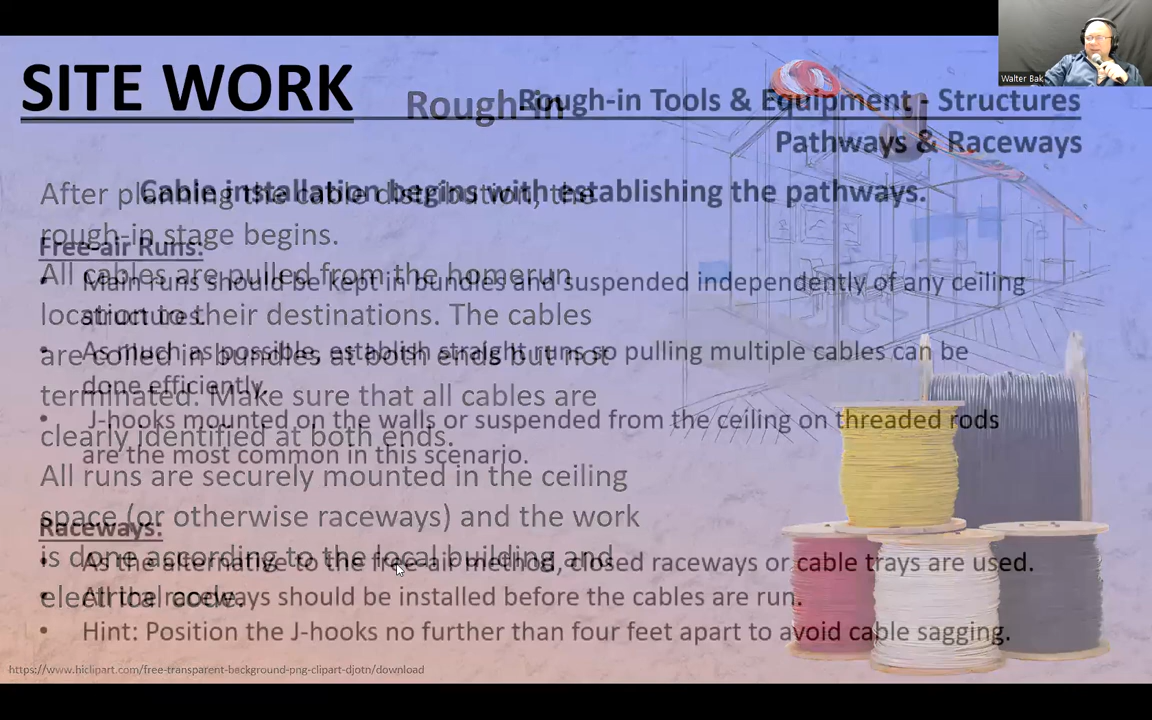 SITE WORK
Rough-in
Rough-in Tools & Equipment - Structures
Pathways & Raceways
After planning the cable distribution, the
rough-in stage begins.
All cables are pulled from the homerun
location to their destinations. The cables
are coiled in bundles at both ends but not
terminated. Make sure that all cables are
clearly identified at both ends.
All runs are securely mounted in the ceiling
space (or otherwise raceways) and the work
is done according to the local building and
electrical code.
Cable installation begins with establishing the pathways.
Free-air Runs:
• Main runs should be kept in bundles and suspended independently of any ceiling
structures.
• As much as possible, establish straight runs so pulling multiple cables can be
done efficiently.
• J-hooks mounted on the walls or suspended from the ceiling on threaded rods
are the most common in this scenario.
Raceways:
• As the alternative to the free-air method, closed raceways or cable trays are used.
• All the raceways should be installed before the cables are run.
• Hint: Position the J-hooks no further than four feet apart to avoid cable sagging.
https://www.hiclipart.com/free-transparent-background-png-clipart-djotn/download
Walter Bak